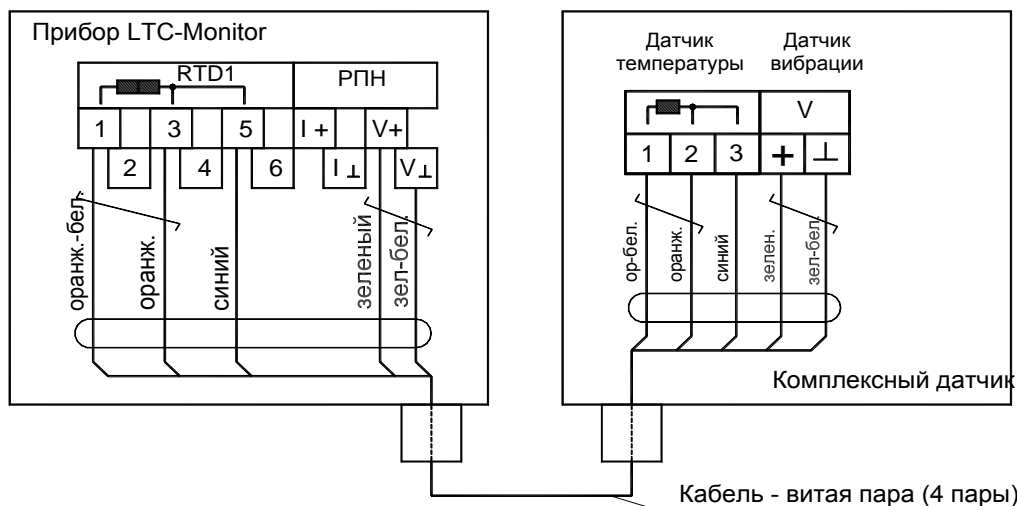 Прибор LTC-Monitor
RTD1
РПН
1 3 5 I + V+
2 4 6 I ⊥ V⊥
оранж.-бел.
оранж.
синий
зеленый
зел-бел.
Датчик
температуры
Датчик
вибрации
V
1 2 3 + ⊥
ор-бел.
оранж.
синий
зелен.
зел-бел.
Комплексный датчик
Кабель - витая пара (4 пары)